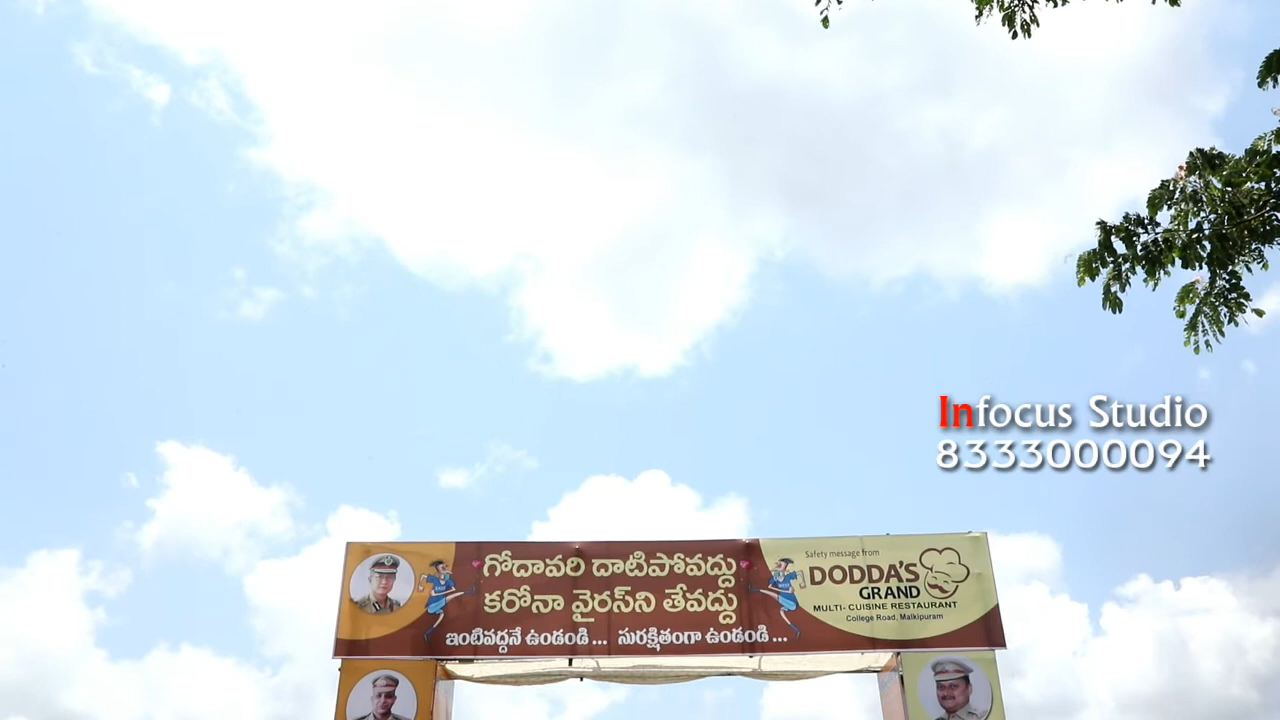 Infocus Studio
8333000094
గోదావరి దాటిపోవద్దు
కరోనా వైరస్‌ని తేవద్దు
ఇంటివద్దనే ఉండండి... సురక్షితంగా ఉండండి...
Safety message from
DODDA'S
GRAND
MULTI- CUISINE RESTAURANT
College Road, Malkipuram